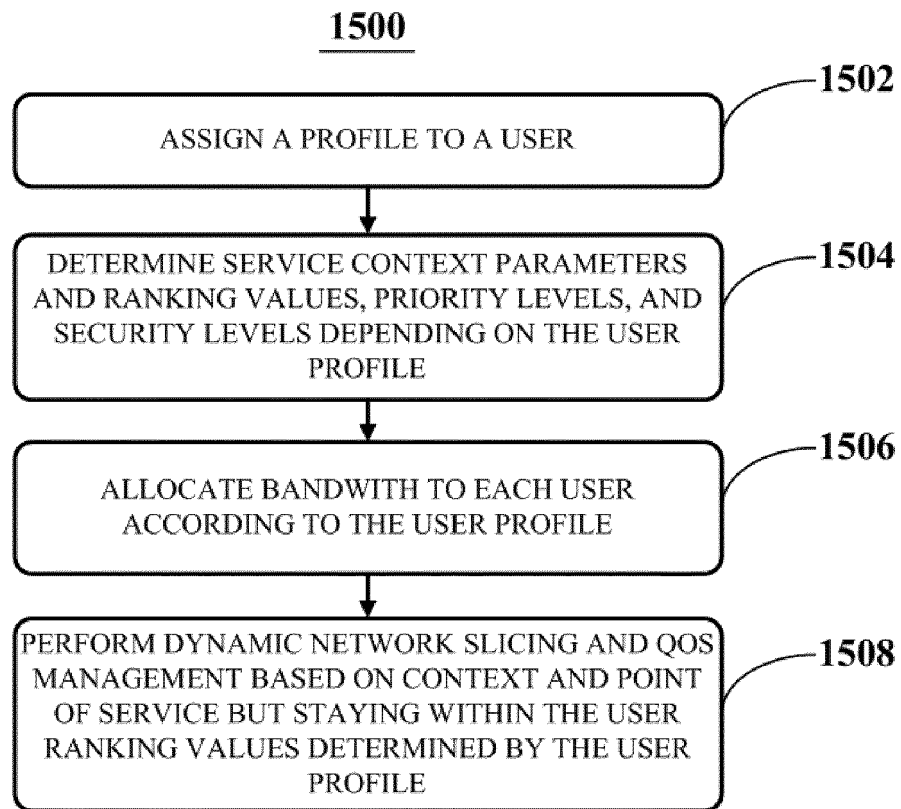 1500
1502
ASSIGN A PROFILE TO A USER
1504
DETERMINE SERVICE CONTEXT PARAMETERS
AND RANKING VALUES, PRIORITY LEVELS, AND
SECURITY LEVELS DEPENDING ON THE USER
PROFILE
1506
ALLOCATE BANDWITH TO EACH USER
ACCORDING TO THE USER PROFILE
1508
PERFORM DYNAMIC NETWORK SLICING AND QOS
MANAGEMENT BASED ON CONTEXT AND POINT
OF SERVICE BUT STAYING WITHIN THE USER
RANKING VALUES DETERMINED BY THE USER
PROFILE